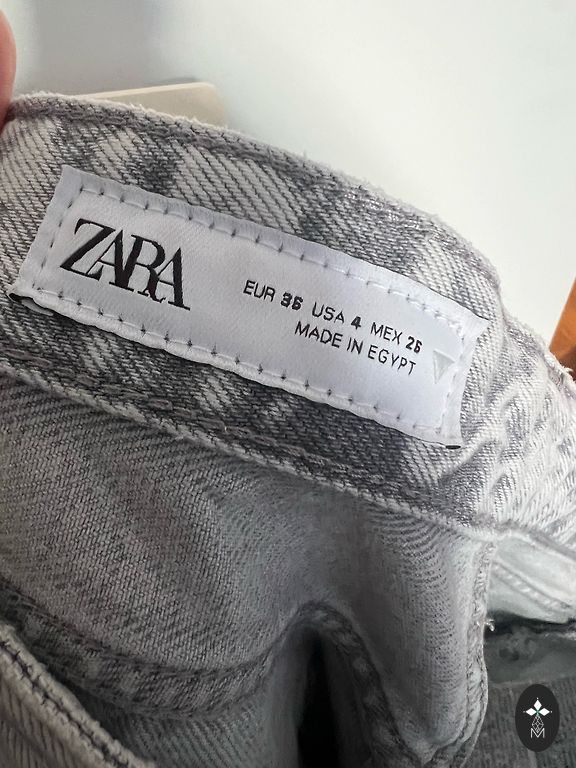 ZARA
EUR 36 USA 4 MEX 26
MADE IN EGYPT
M